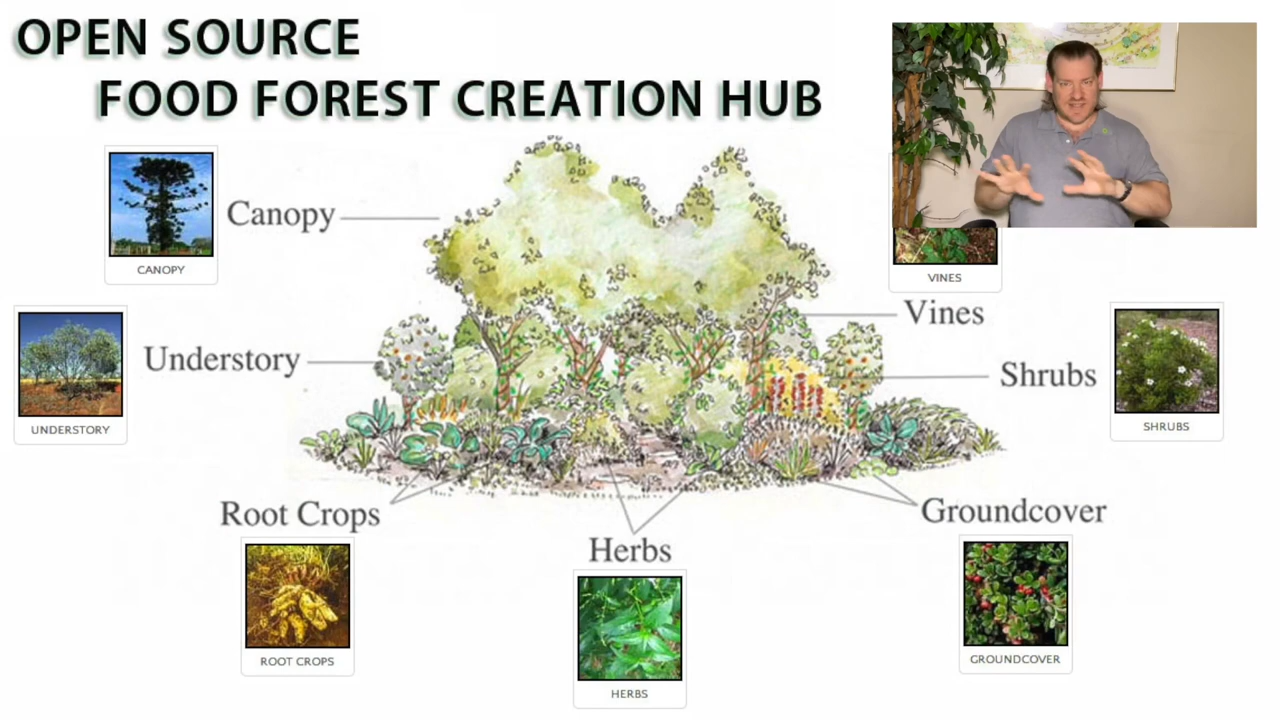 OPEN SOURCE
FOOD FOREST CREATION HUB
Canopy
CANOPY
VINES
Vines
Understory
UNDERSTORY
Shrubs
SHRUBS
Root Crops
ROOT CROPS
Herbs
HERBS
Groundcover
GROUNDCOVER